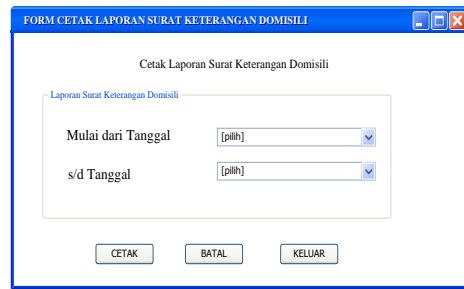 FORM CETAK LAPORAN SURAT KETERANGAN DOMISILI
Cetak Laporan Surat Keterangan Domisili
Laporan Surat Keterangan Domisili
Mulai dari Tanggal [pilih]
s/d Tanggal [pilih]
CETAK BATAL KELUAR